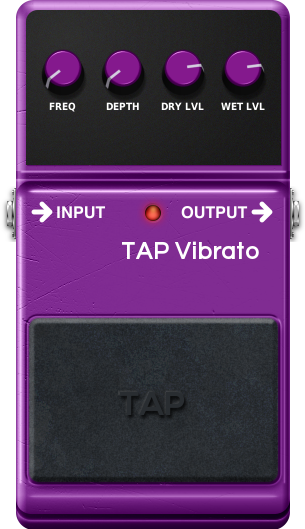 FREQ DEPTH DRY LVL WET LVL
INPUT OUTPUT
TAP Vibrato
TAP